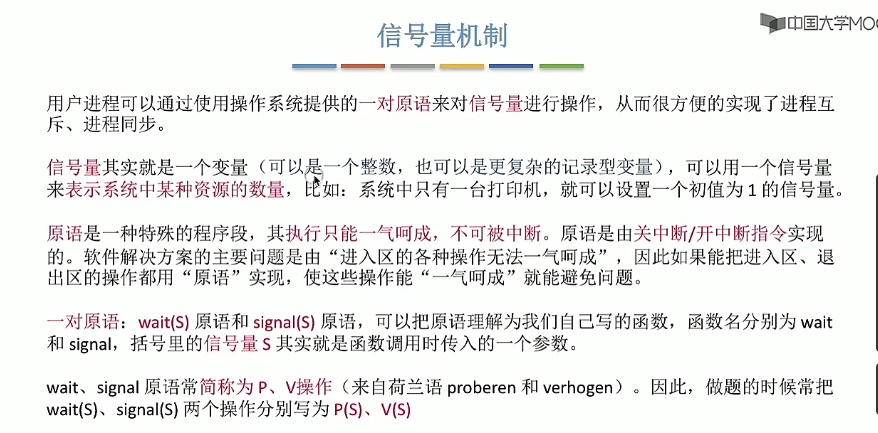 信号量机制
中国大学MOO
用户进程可以通过使用操作系统提供的一对原语来对信号量进行操作，从而很方便的实现了进程互
斥、进程同步。
信号量其实就是一个变量（可以是一个整数，也可以是更复杂的记录型变量），可以用一个信号量
来表示系统中某种资源的数量，比如：系统中只有一台打印机，就可以设置一个初值为 1 的信号量。
原语是一种特殊的程序段，其执行只能一气呵成，不可被中断。原语是由关中断/开中断指令实现
的。软件解决方案的主要问题是由“进入区的各种操作无法一气呵成”，因此如果能把进入区、退
出区的操作都用“原语”实现，使这些操作能“一气呵成”就能避免问题。
一对原语：wait(S) 原语和 signal(S) 原语，可以把原语理解为我们自己写的函数，函数名分别为 wait
和 signal，括号里的信号量 S 其实就是函数调用时传入的一个参数。
wait、signal 原语常简称为 P、V操作（来自荷兰语 proberen 和 verhogen）。因此，做题的时候常把
wait(S)、signal(S) 两个操作分别写为 P(S)、V(S)